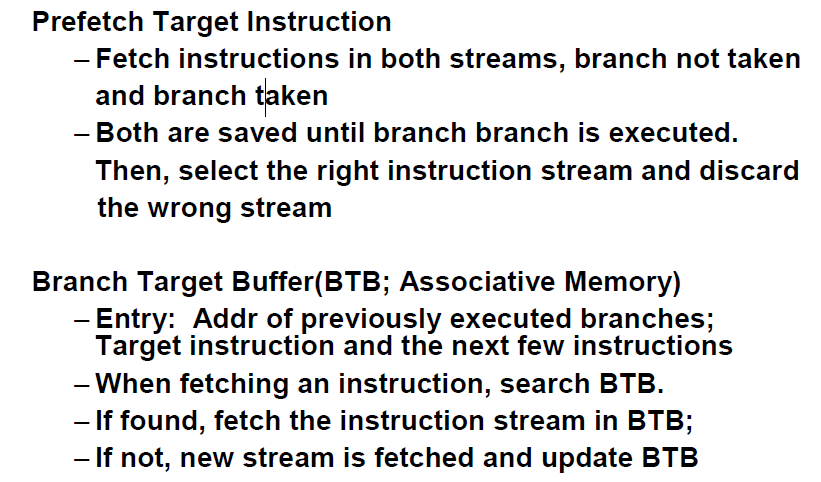 Prefetch Target Instruction
– Fetch instructions in both streams, branch not taken
and branch taken
– Both are saved until branch branch is executed.
Then, select the right instruction stream and discard
the wrong stream
Branch Target Buffer(BTB; Associative Memory)
– Entry: Addr of previously executed branches;
Target instruction and the next few instructions
– When fetching an instruction, search BTB.
– If found, fetch the instruction stream in BTB;
– If not, new stream is fetched and update BTB